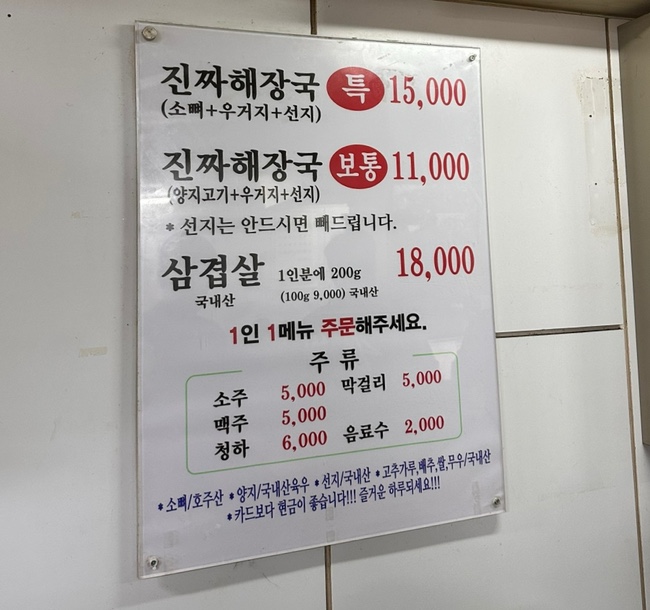 진짜해장국 특 15,000
(소뼈+우거지+선지)
진짜해장국 보통 11,000
(양지고기+우거지+선지)
* 선지는 안드시면 빼드립니다.
삼겹살 1인분에 200g 18,000
국내산 (100g 9,000) 국내산
1인 1메뉴 주문해주세요.
주 류
소주 5,000 막걸리 5,000
맥주 5,000
청하 6,000 음료수 2,000
* 소뼈/호주산 * 양지/국내산육우 * 선지/국내산 * 고추가루,배추,쌀,무우/국내산
* 카드보다 현금이 좋습니다!!! 즐거운 하루되세요!!!